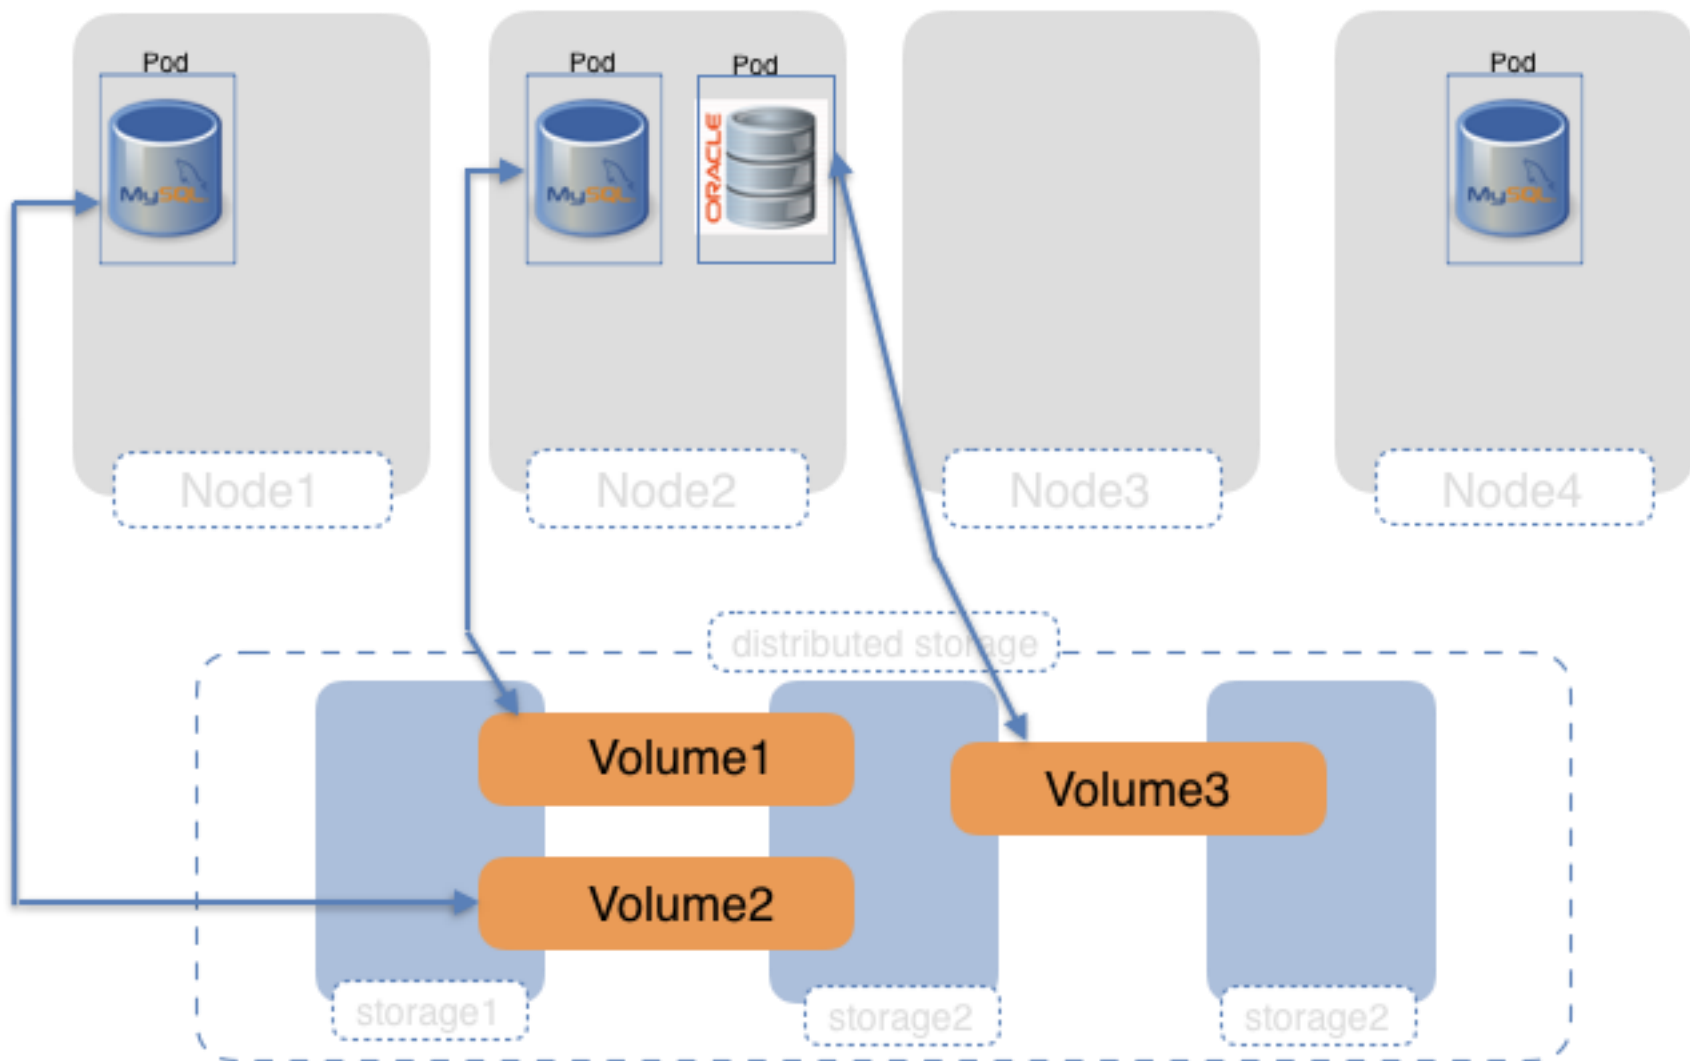 Pod
Pod
Pod
Pod
MySQL
MySQL
ORACLE
MySQL
Node1
Node2
Node3
Node4
distributed storage
Volume1
Volume3
Volume2
storage1
storage2
storage2